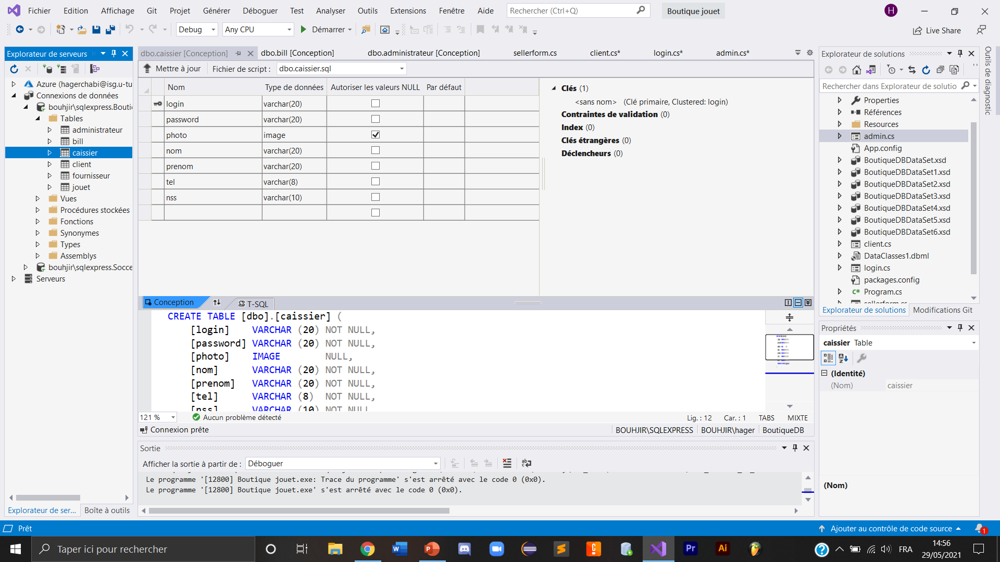 Fichier Edition Affichage Git Projet Générer Déboguer Test Analyser Outils Extensions Fenêtre Aide Rechercher (Ctrl+Q) Boutique jouet H
Debug Any CPU Démarrer Live Share
Explorateur de serveurs
Azure (hagerchabi@isg.u-tu
Connexions de données
bouhjir\sqlexpress.Bouti
Tables
administrateur
bill
caissier
client
fournisseur
jouet
Vues
Procédures stockées
Fonctions
Synonymes
Types
Assemblys
bouhjir\sqlexpress.Socce
Serveurs
Explorateur de ser... Boîte à outils
dbo.caissier [Conception] dbo.bill [Conception] dbo.administrateur [Conception] sellerform.cs client.cs* login.cs* admin.cs*
Mettre à jour Fichier de script : dbo.caissier.sql
Nom Type de données Autoriser les valeurs NULL Par défaut
login varchar(20)
password varchar(20)
photo image
nom varchar(20)
prenom varchar(20)
tel varchar(8)
nss varchar(10)
Clés (1)
<sans nom> (Clé primaire, Clustered: login)
Contraintes de validation (0)
Index (0)
Clés étrangères (0)
Déclencheurs (0)
Conception T-SQL
CREATE TABLE [dbo].[caissier] (
[login] VARCHAR (20) NOT NULL,
[password] VARCHAR (20) NOT NULL,
[photo] IMAGE NULL,
[nom] VARCHAR (20) NOT NULL,
[prenom] VARCHAR (20) NOT NULL,
[tel] VARCHAR (8) NOT NULL,
[nss] VARCHAR (10) NOT NULL
121 % Aucun problème détecté Lig. : 12 Car. : 1 TABS MIXTE
Connexion prête BOUHJIR\SQLEXPRESS BOUHJIR\hager BoutiqueDB
Sortie
Afficher la sortie à partir de : Déboguer
Le programme '[12800] Boutique jouet.exe: Trace du programme' s'est arrêté avec le code 0 (0x0).
Le programme '[12800] Boutique jouet.exe' s'est arrêté avec le code 0 (0x0).
Explorateur de solutions
Rechercher dans Explorateur de solutio
Properties
Références
Resources
admin.cs
App.config
BoutiqueDBDataSet.xsd
BoutiqueDBDataSet1.xsd
BoutiqueDBDataSet2.xsd
BoutiqueDBDataSet3.xsd
BoutiqueDBDataSet4.xsd
BoutiqueDBDataSet5.xsd
BoutiqueDBDataSet6.xsd
client.cs
DataClasses1.dbml
login.cs
packages.config
C# Program.cs
sellerform.cs
Explorateur de solutions Modifications Git
Propriétés
caissier Table
(Identité)
(Nom) caissier
(Nom)
Outils de diagnostic
Prêt Ajouter au contrôle de code source 1
Taper ici pour rechercher FRA 14:56
29/05/2021